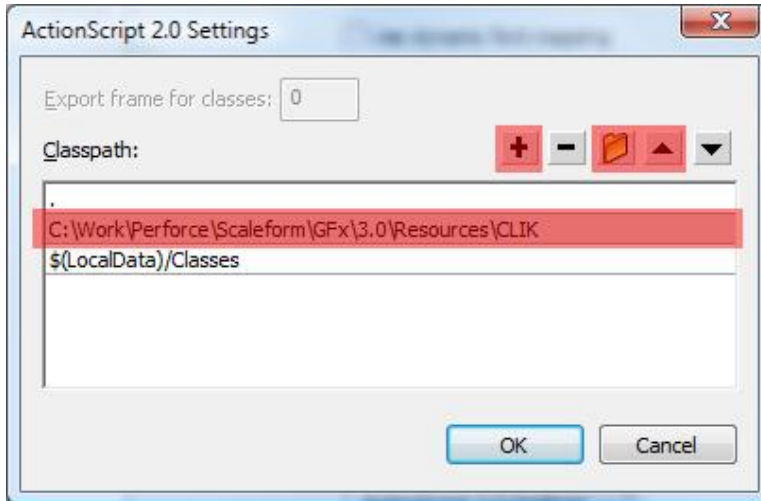 ActionScript 2.0 Settings
Export frame for classes: 0
Classpath:
.
C:\Work\Perforce\Scaleform\GFx\3.0\Resources\CLIK
$(LocalData)/Classes
OK Cancel